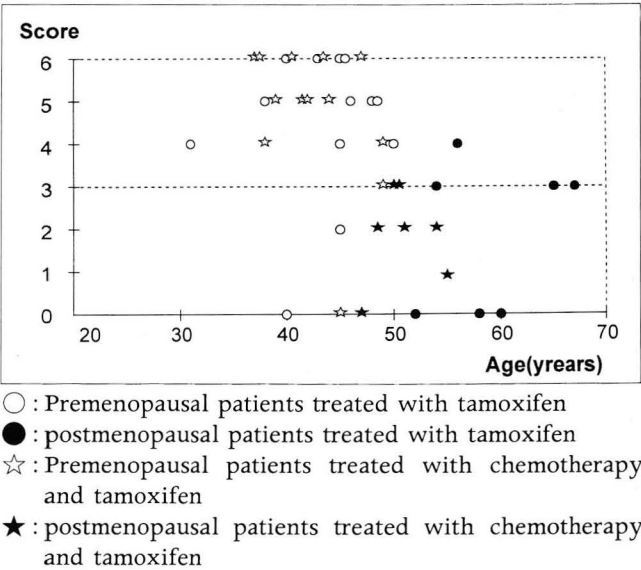 Score
6
5
4
3
2
1
0
20 30 40 50 60 70
Age(yrears)
○ : Premenopausal patients treated with tamoxifen
● : postmenopausal patients treated with tamoxifen
☆ : Premenopausal patients treated with chemotherapy
and tamoxifen
★ : postmenopausal patients treated with chemotherapy
and tamoxifen